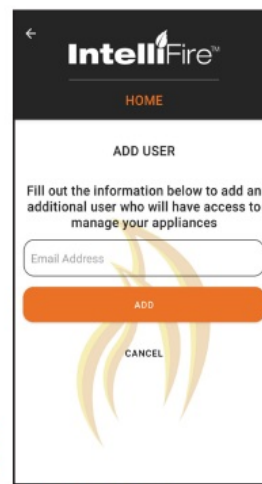 IntelliFire™
HOME
ADD USER
Fill out the information below to add an
additional user who will have access to
manage your appliances
Email Address
ADD
CANCEL